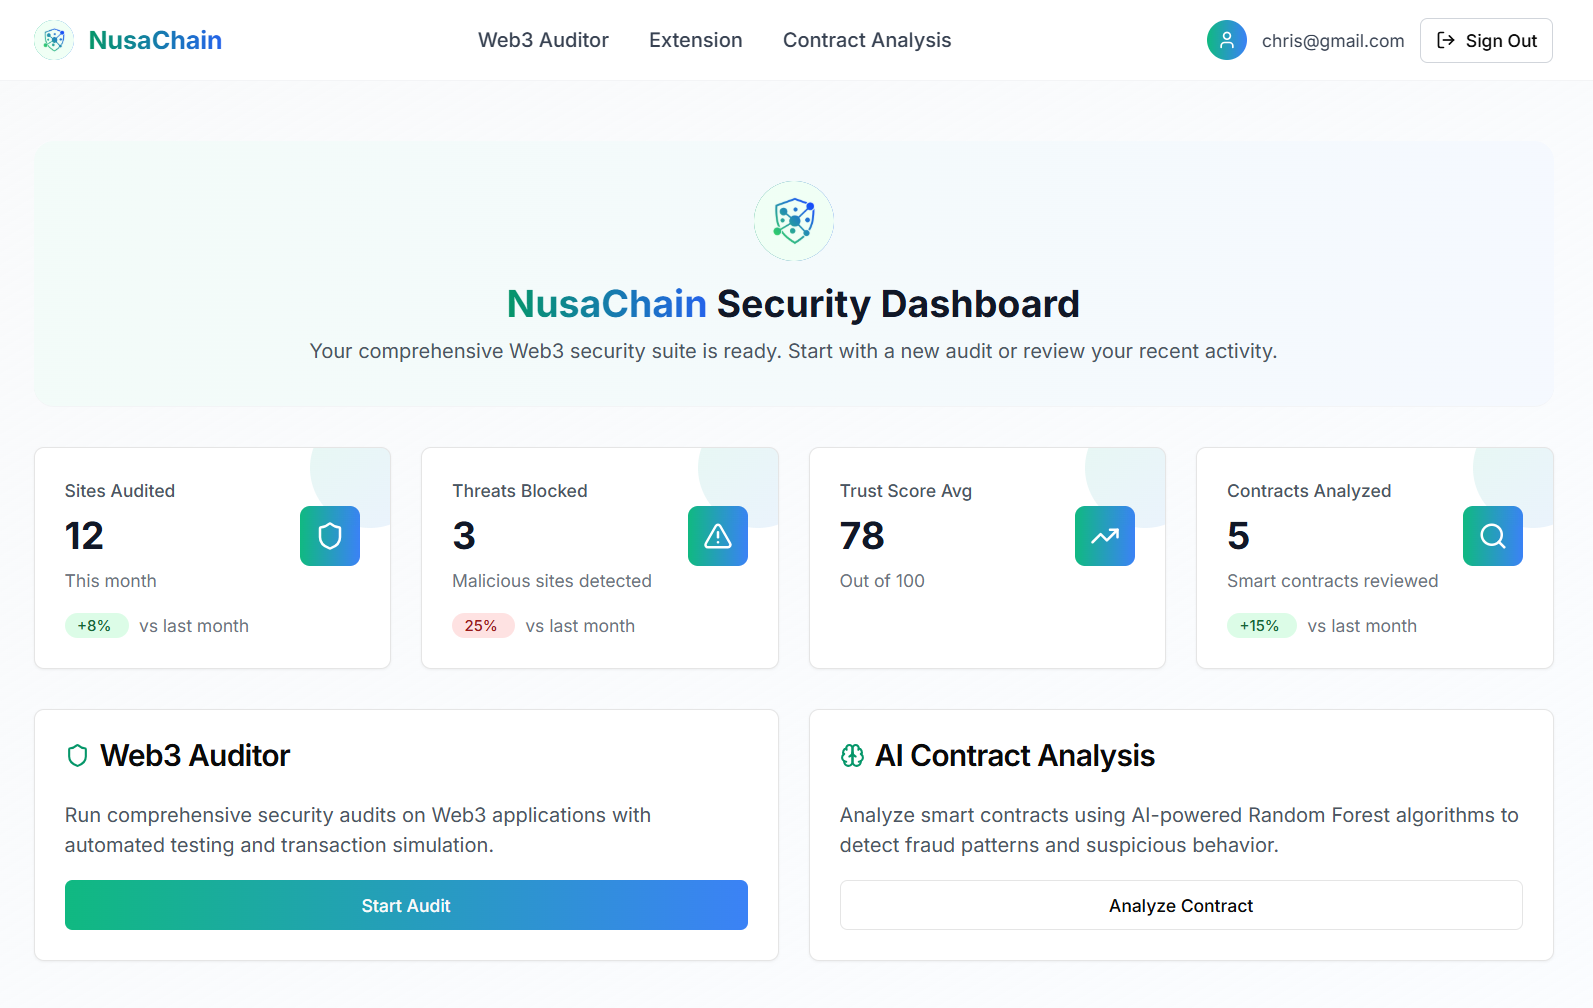 NusaChain
Web3 Auditor
Extension
Contract Analysis
chris@gmail.com
Sign Out
NusaChain Security Dashboard
Your comprehensive Web3 security suite is ready. Start with a new audit or review your recent activity.
Sites Audited
12
This month
+8% vs last month
Threats Blocked
3
Malicious sites detected
25% vs last month
Trust Score Avg
78
Out of 100
Contracts Analyzed
5
Smart contracts reviewed
+15% vs last month
Web3 Auditor
Run comprehensive security audits on Web3 applications with
automated testing and transaction simulation.
Start Audit
AI Contract Analysis
Analyze smart contracts using AI-powered Random Forest algorithms to
detect fraud patterns and suspicious behavior.
Analyze Contract